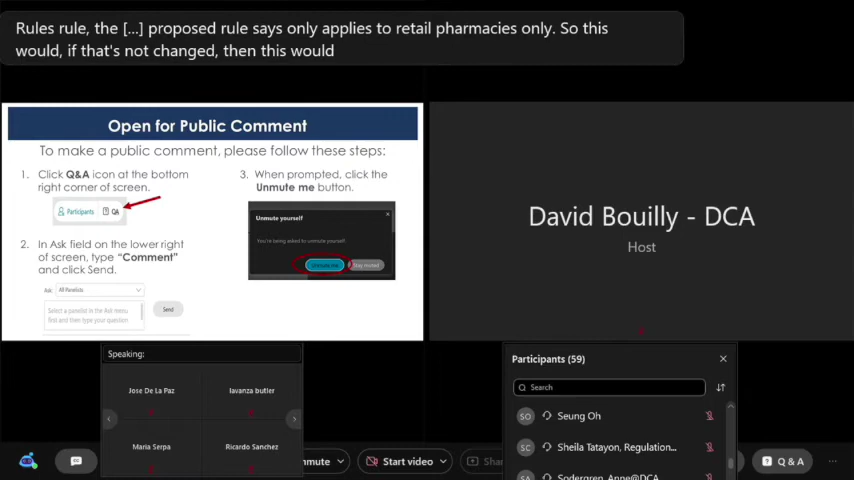 Rules rule, the [...] proposed rule says only applies to retail pharmacies only. So this
would, if that's not changed, then this would
Open for Public Comment
To make a public comment, please follow these steps:
1. Click Q&A icon at the bottom
right corner of screen.
Participants
QA
2. In Ask field on the lower right
of screen, type "Comment"
and click Send.
Ask:
All Panelists
Select a panelist in the Ask menu
first and then type your question
Send
3. When prompted, click the
Unmute me button.
Unmute yourself
You're being asked to unmute yourself.
Unmute me
Stay muted
David Bouilly - DCA
Host
Speaking:
Jose De La Paz
lavanza butler
Maria Serpa
Ricardo Sanchez
Participants (59)
Search
SO
Seung Oh
SC
Sheila Tatayon, Regulation...
SA
Sodergren, Anne@DCA
nmute
Start video
Shar
Q & A